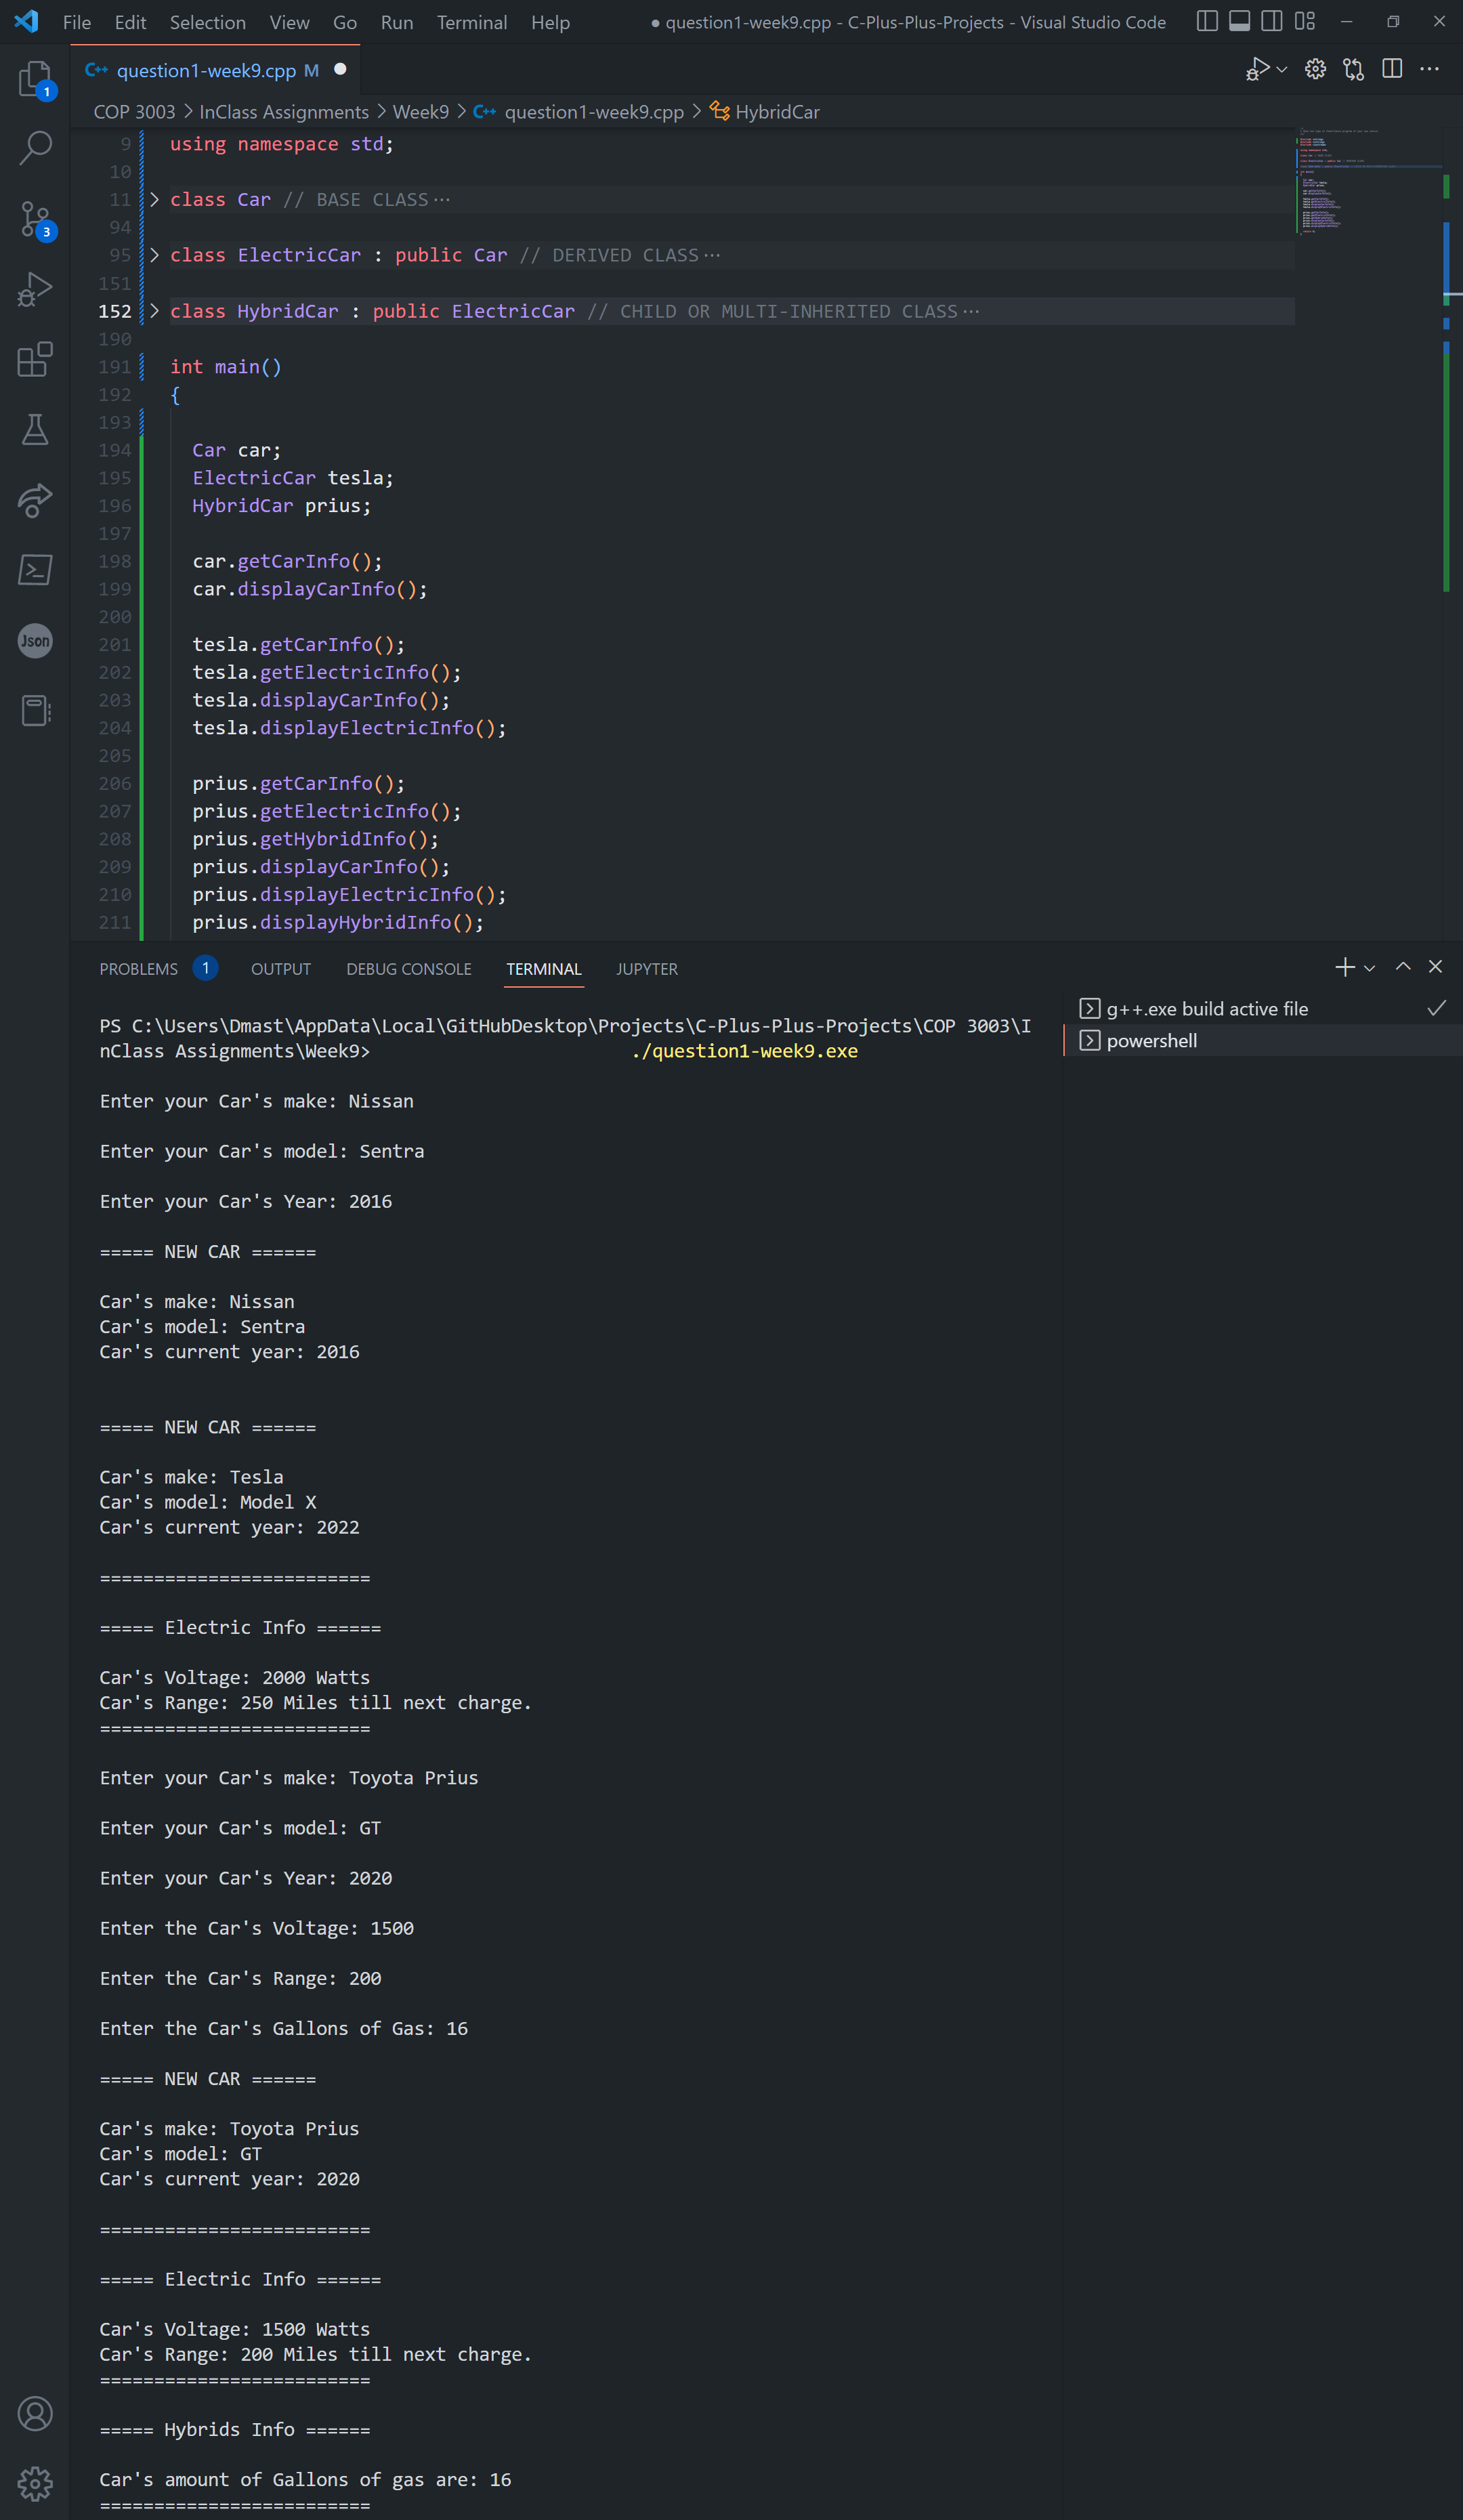 File Edit Selection View Go Run Terminal Help ● question1-week9.cpp - C-Plus-Plus-Projects - Visual Studio Code
C++ question1-week9.cpp M
COP 3003 > InClass Assignments > Week9 > C++ question1-week9.cpp > HybridCar
1
3
Json
9 using namespace std;
10
11 class Car // BASE CLASS…
94
95 class ElectricCar : public Car // DERIVED CLASS…
151
152 class HybridCar : public ElectricCar // CHILD OR MULTI-INHERITED CLASS…
190
191 int main()
192 {
193
194 Car car;
195 ElectricCar tesla;
196 HybridCar prius;
197
198 car.getCarInfo();
199 car.displayCarInfo();
200
201 tesla.getCarInfo();
202 tesla.getElectricInfo();
203 tesla.displayCarInfo();
204 tesla.displayElectricInfo();
205
206 prius.getCarInfo();
207 prius.getElectricInfo();
208 prius.getHybridInfo();
209 prius.displayCarInfo();
210 prius.displayElectricInfo();
211 prius.displayHybridInfo();
PROBLEMS 1 OUTPUT DEBUG CONSOLE TERMINAL JUPYTER
g++.exe build active file
powershell
PS C:\Users\Dmast\AppData\Local\GitHubDesktop\Projects\C-Plus-Plus-Projects\COP 3003\I
nClass Assignments\Week9> ./question1-week9.exe
Enter your Car's make: Nissan
Enter your Car's model: Sentra
Enter your Car's Year: 2016
===== NEW CAR ======
Car's make: Nissan
Car's model: Sentra
Car's current year: 2016
===== NEW CAR ======
Car's make: Tesla
Car's model: Model X
Car's current year: 2022
=========================
===== Electric Info ======
Car's Voltage: 2000 Watts
Car's Range: 250 Miles till next charge.
=========================
Enter your Car's make: Toyota Prius
Enter your Car's model: GT
Enter your Car's Year: 2020
Enter the Car's Voltage: 1500
Enter the Car's Range: 200
Enter the Car's Gallons of Gas: 16
===== NEW CAR ======
Car's make: Toyota Prius
Car's model: GT
Car's current year: 2020
=========================
===== Electric Info ======
Car's Voltage: 1500 Watts
Car's Range: 200 Miles till next charge.
=========================
===== Hybrids Info ======
Car's amount of Gallons of gas are: 16
=========================